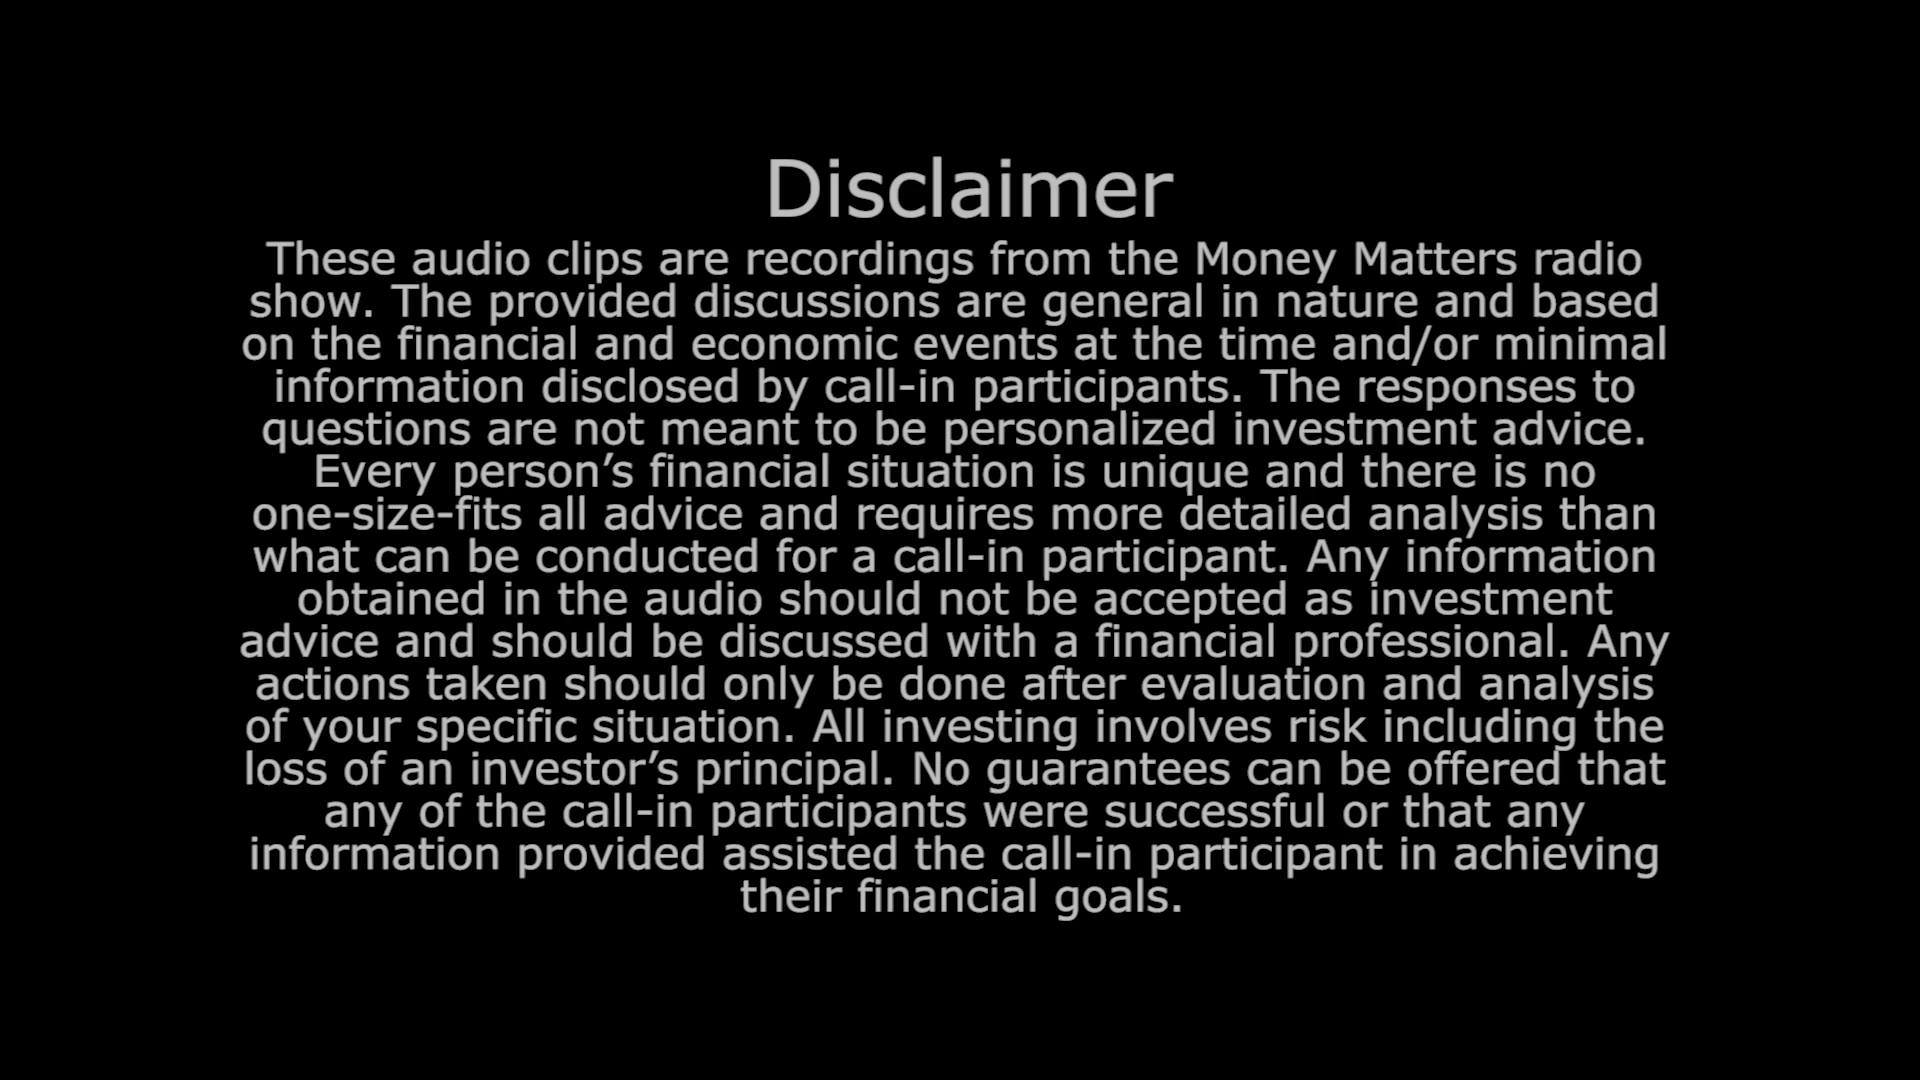 Disclaimer
These audio clips are recordings from the Money Matters radio
show. The provided discussions are general in nature and based
on the financial and economic events at the time and/or minimal
information disclosed by call-in participants. The responses to
questions are not meant to be personalized investment advice.
Every person’s financial situation is unique and there is no
one-size-fits all advice and requires more detailed analysis than
what can be conducted for a call-in participant. Any information
obtained in the audio should not be accepted as investment
advice and should be discussed with a financial professional. Any
actions taken should only be done after evaluation and analysis
of your specific situation. All investing involves risk including the
loss of an investor’s principal. No guarantees can be offered that
any of the call-in participants were successful or that any
information provided assisted the call-in participant in achieving
their financial goals.